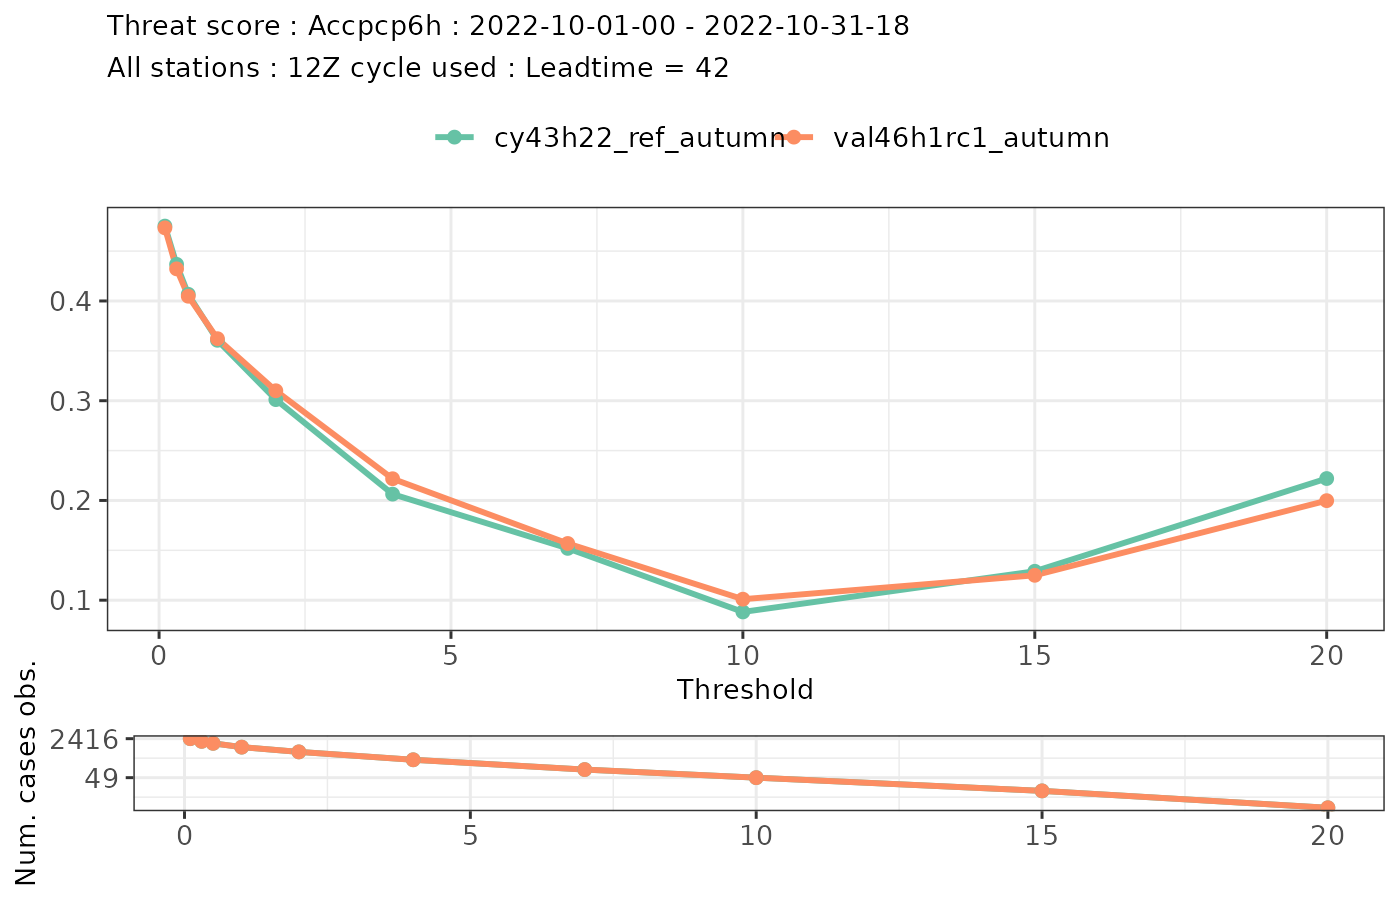 Threat score : Accpcp6h : 2022-10-01-00 - 2022-10-31-18
All stations : 12Z cycle used : Leadtime = 42
cy43h22_ref_autumn val46h1rc1_autumn
0.4
0.3
0.2
0.1
0 5 10 15 20
Threshold
Num. cases obs.
2416
49
0 5 10 15 20